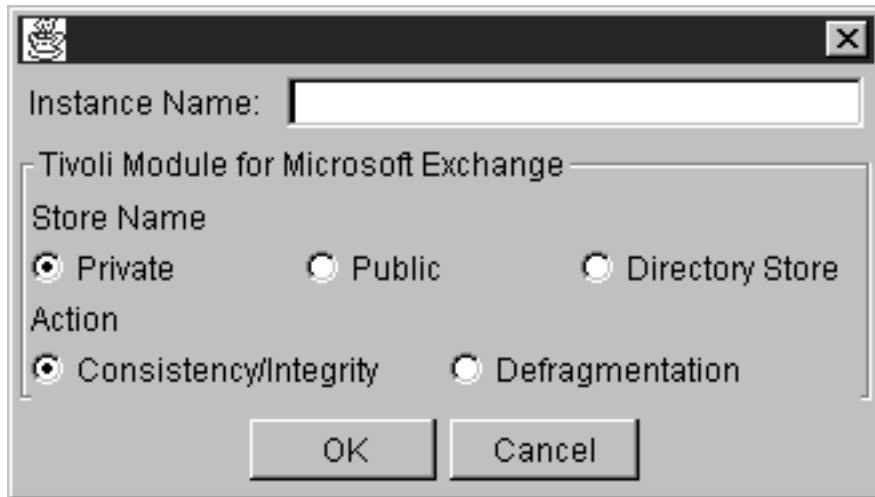 Instance Name:
Tivoli Module for Microsoft Exchange
Store Name
Private Public Directory Store
Action
Consistency/Integrity Defragmentation
OK Cancel